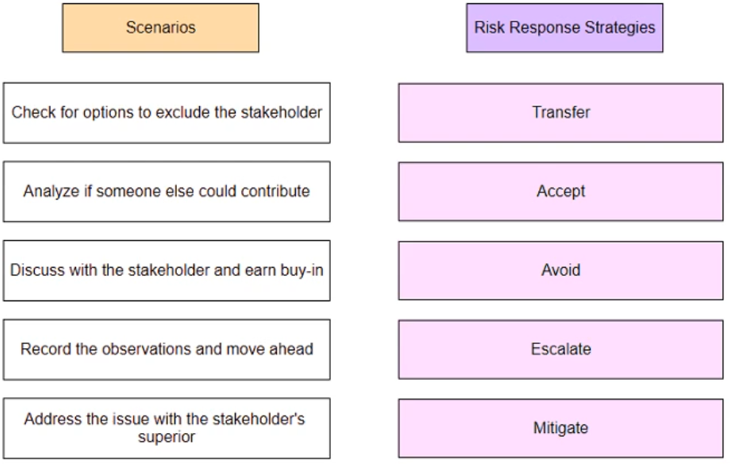 Scenarios
Risk Response Strategies
Check for options to exclude the stakeholder
Transfer
Analyze if someone else could contribute
Accept
Discuss with the stakeholder and earn buy-in
Avoid
Record the observations and move ahead
Escalate
Address the issue with the stakeholder's
superior
Mitigate